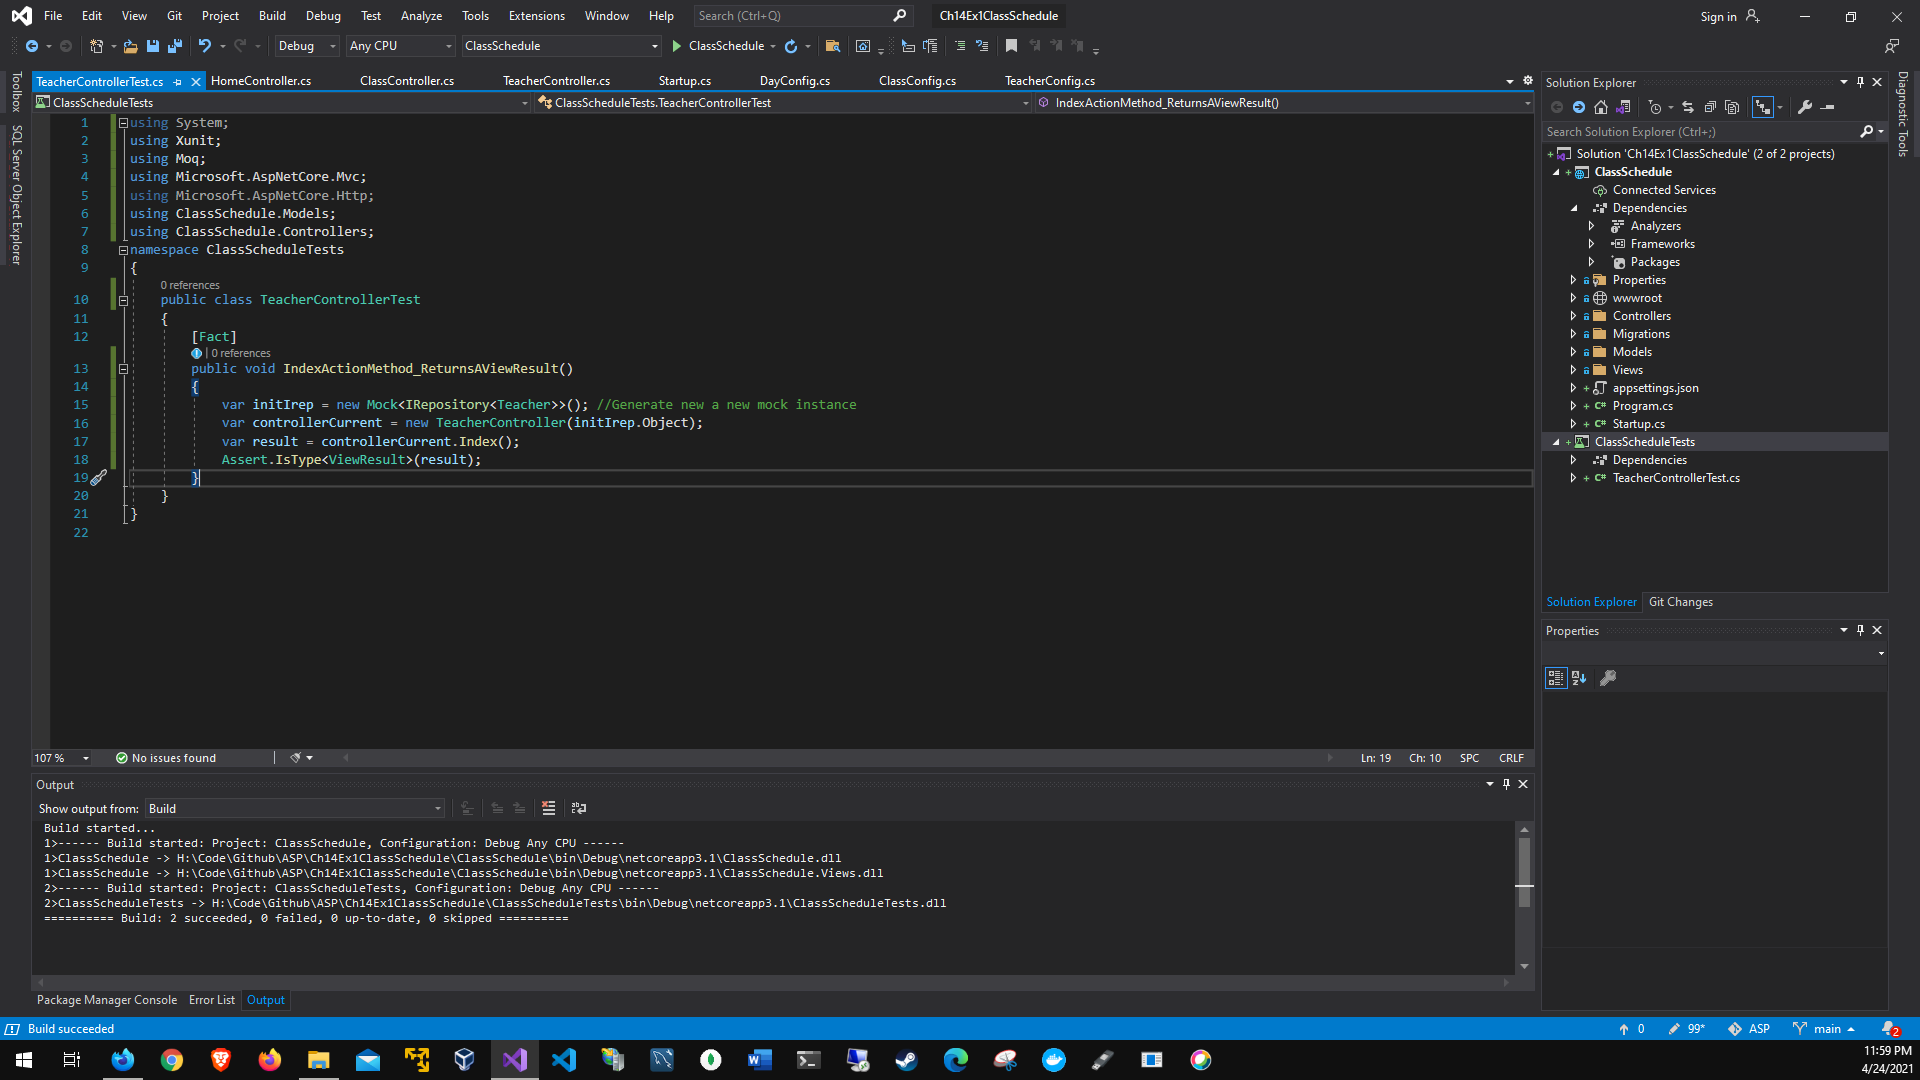 File Edit View Git Project Build Debug Test Analyze Tools Extensions Window Help Search (Ctrl+Q) Ch14Ex1ClassSchedule Sign in
Debug Any CPU ClassSchedule ClassSchedule
Toolbox
SQL Server Object Explorer
TeacherControllerTest.cs HomeController.cs ClassController.cs TeacherController.cs Startup.cs DayConfig.cs ClassConfig.cs TeacherConfig.cs
ClassScheduleTests ClassScheduleTests.TeacherControllerTest IndexActionMethod_ReturnsAViewResult()
1 using System;
2 using Xunit;
3 using Moq;
4 using Microsoft.AspNetCore.Mvc;
5 using Microsoft.AspNetCore.Http;
6 using ClassSchedule.Models;
7 using ClassSchedule.Controllers;
8 namespace ClassScheduleTests
9 {
0 references
10 public class TeacherControllerTest
11 {
12 [Fact]
| 0 references
13 public void IndexActionMethod_ReturnsAViewResult()
14 {
15 var initIrep = new Mock<IRepository<Teacher>>(); //Generate new a new mock instance
16 var controllerCurrent = new TeacherController(initIrep.Object);
17 var result = controllerCurrent.Index();
18 Assert.IsType<ViewResult>(result);
19 }
20 }
21 }
22
107 % No issues found Ln: 19 Ch: 10 SPC CRLF
Output
Show output from: Build
Build started...
1>------ Build started: Project: ClassSchedule, Configuration: Debug Any CPU ------
1>ClassSchedule -> H:\Code\Github\ASP\Ch14Ex1ClassSchedule\ClassSchedule\bin\Debug\netcoreapp3.1\ClassSchedule.dll
1>ClassSchedule -> H:\Code\Github\ASP\Ch14Ex1ClassSchedule\ClassSchedule\bin\Debug\netcoreapp3.1\ClassSchedule.Views.dll
2>------ Build started: Project: ClassScheduleTests, Configuration: Debug Any CPU ------
2>ClassScheduleTests -> H:\Code\Github\ASP\Ch14Ex1ClassSchedule\ClassScheduleTests\bin\Debug\netcoreapp3.1\ClassScheduleTests.dll
========== Build: 2 succeeded, 0 failed, 0 up-to-date, 0 skipped ==========
Package Manager Console Error List Output
Solution Explorer
Search Solution Explorer (Ctrl+;)
Solution 'Ch14Ex1ClassSchedule' (2 of 2 projects)
ClassSchedule
Connected Services
Dependencies
Analyzers
Frameworks
Packages
Properties
wwwroot
Controllers
Migrations
Models
Views
appsettings.json
C# Program.cs
C# Startup.cs
ClassScheduleTests
Dependencies
C# TeacherControllerTest.cs
Solution Explorer Git Changes
Properties
Diagnostic Tools
Build succeeded 0 99* ASP main 2
11:59 PM
4/24/2021